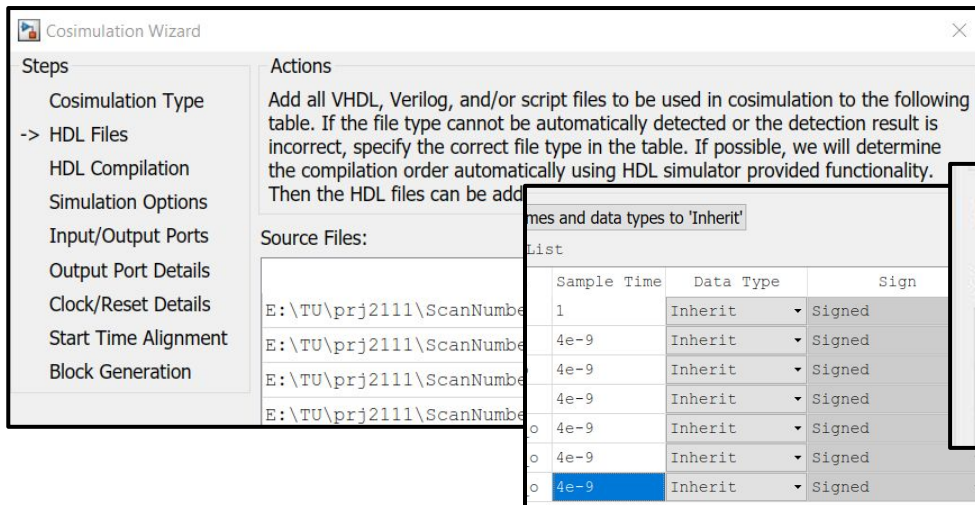 Cosimulation Wizard
Steps
Cosimulation Type
-> HDL Files
HDL Compilation
Simulation Options
Input/Output Ports
Output Port Details
Clock/Reset Details
Start Time Alignment
Block Generation
Actions
Add all VHDL, Verilog, and/or script files to be used in cosimulation to the following
table. If the file type cannot be automatically detected or the detection result is
incorrect, specify the correct file type in the table. If possible, we will determine
the compilation order automatically using HDL simulator provided functionality.
Then the HDL files can be add
Source Files:
E:\TU\prj2111\ScanNumbe
E:\TU\prj2111\ScanNumbe
E:\TU\prj2111\ScanNumbe
E:\TU\prj2111\ScanNumbe
mes and data types to 'Inherit'
List
Sample Time Data Type Sign
1 Inherit Signed
4e-9 Inherit Signed
4e-9 Inherit Signed
4e-9 Inherit Signed
o 4e-9 Inherit Signed
o 4e-9 Inherit Signed
o 4e-9 Inherit Signed